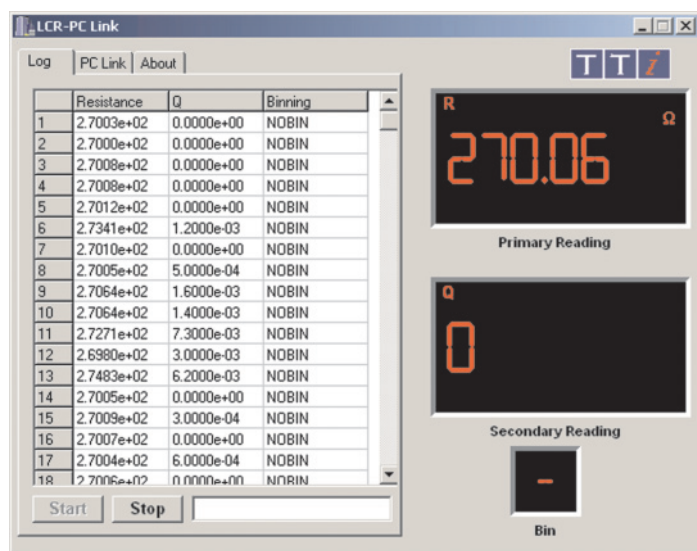 LCR-PC Link
Log PC Link About
TTi
Resistance Q Binning
1 2.7003e+02 0.0000e+00 NOBIN
2 2.7000e+02 0.0000e+00 NOBIN
3 2.7008e+02 0.0000e+00 NOBIN
4 2.7008e+02 0.0000e+00 NOBIN
5 2.7012e+02 0.0000e+00 NOBIN
6 2.7341e+02 1.2000e-03 NOBIN
7 2.7010e+02 0.0000e+00 NOBIN
8 2.7005e+02 5.0000e-04 NOBIN
9 2.7064e+02 1.6000e-03 NOBIN
10 2.7064e+02 1.4000e-03 NOBIN
11 2.7271e+02 7.3000e-03 NOBIN
12 2.6980e+02 3.0000e-03 NOBIN
13 2.7483e+02 6.2000e-03 NOBIN
14 2.7005e+02 0.0000e+00 NOBIN
15 2.7009e+02 3.0000e-04 NOBIN
16 2.7007e+02 0.0000e+00 NOBIN
17 2.7004e+02 6.0000e-04 NOBIN
18 2.7006e+02 0.0000e+00 NOBIN
Start Stop
R
Ω
270.06
Primary Reading
Q
0
Secondary Reading
-
Bin